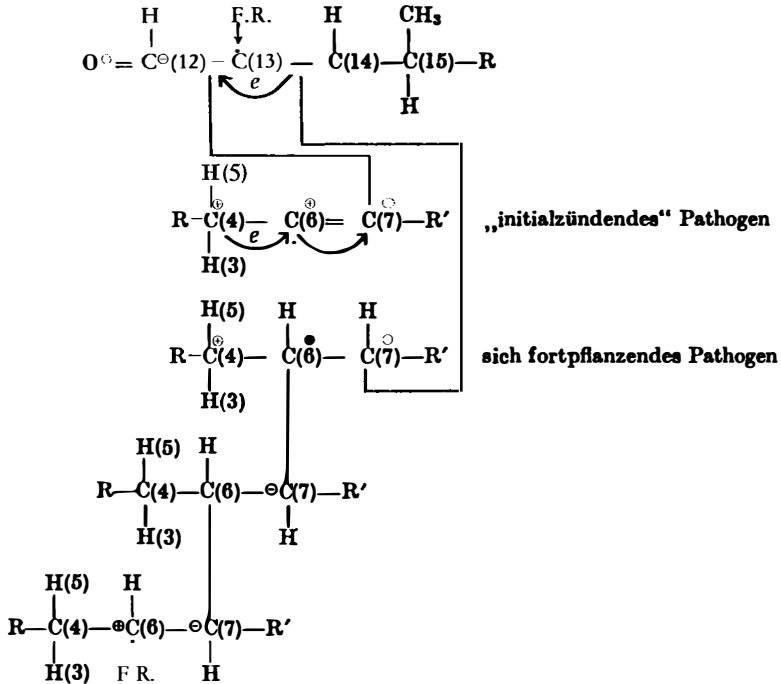 H F.R. H CH₃
O=C⊖(12)–Ċ(13)—C(14)—C(15)—R
e H
H(5)
R–C⊕(4)—C⊕(6)=C(7)—R′ „initialzündendes“ Pathogen
e
H(3)
H(5) H H
R—C⊕(4)—C(6)•—C(7)—R′ sich fortpflanzendes Pathogen
H(3)
H(5) H
R—C(4)—C(6)—⊖C(7)—R′
H(3) H
H(5) H
R—C(4)—⊕Ċ(6)—⊖C(7)—R′
H(3) F R. H